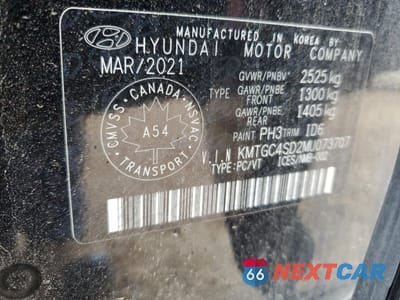 MANUFACTURED IN KOREA BY
HYUNDAI MOTOR COMPANY
MAR/2021
GVWR/PNBV 2525 kg
TYPE GAWR/PNBE FRONT 1300 kg
GAWR/PNBE REAR 1405 kg
PAINT PH3 TRIM ID6
V.I.N KMTGC4SD2MU073707
TYPE:PC/VT ICES/NMB-002
CMVSS · CANADA · NSVAC
A54
TRANSPORT
66 NEXTCAR